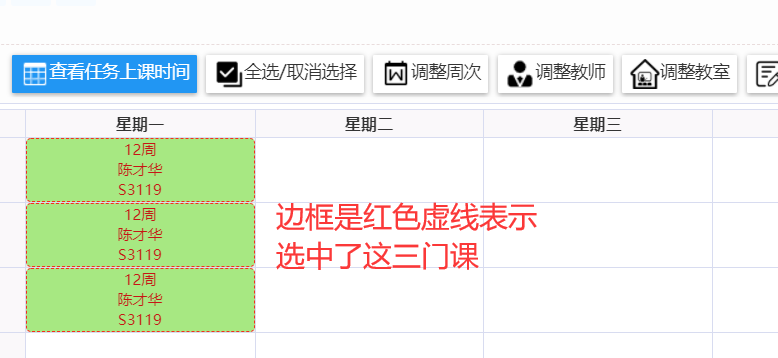 查看任务上课时间 全选/取消选择 调整周次 调整教师 调整教室
星期一 星期二 星期三
12周
陈才华
S3119
12周
陈才华
S3119
12周
陈才华
S3119
边框是红色虚线表示
选中了这三门课